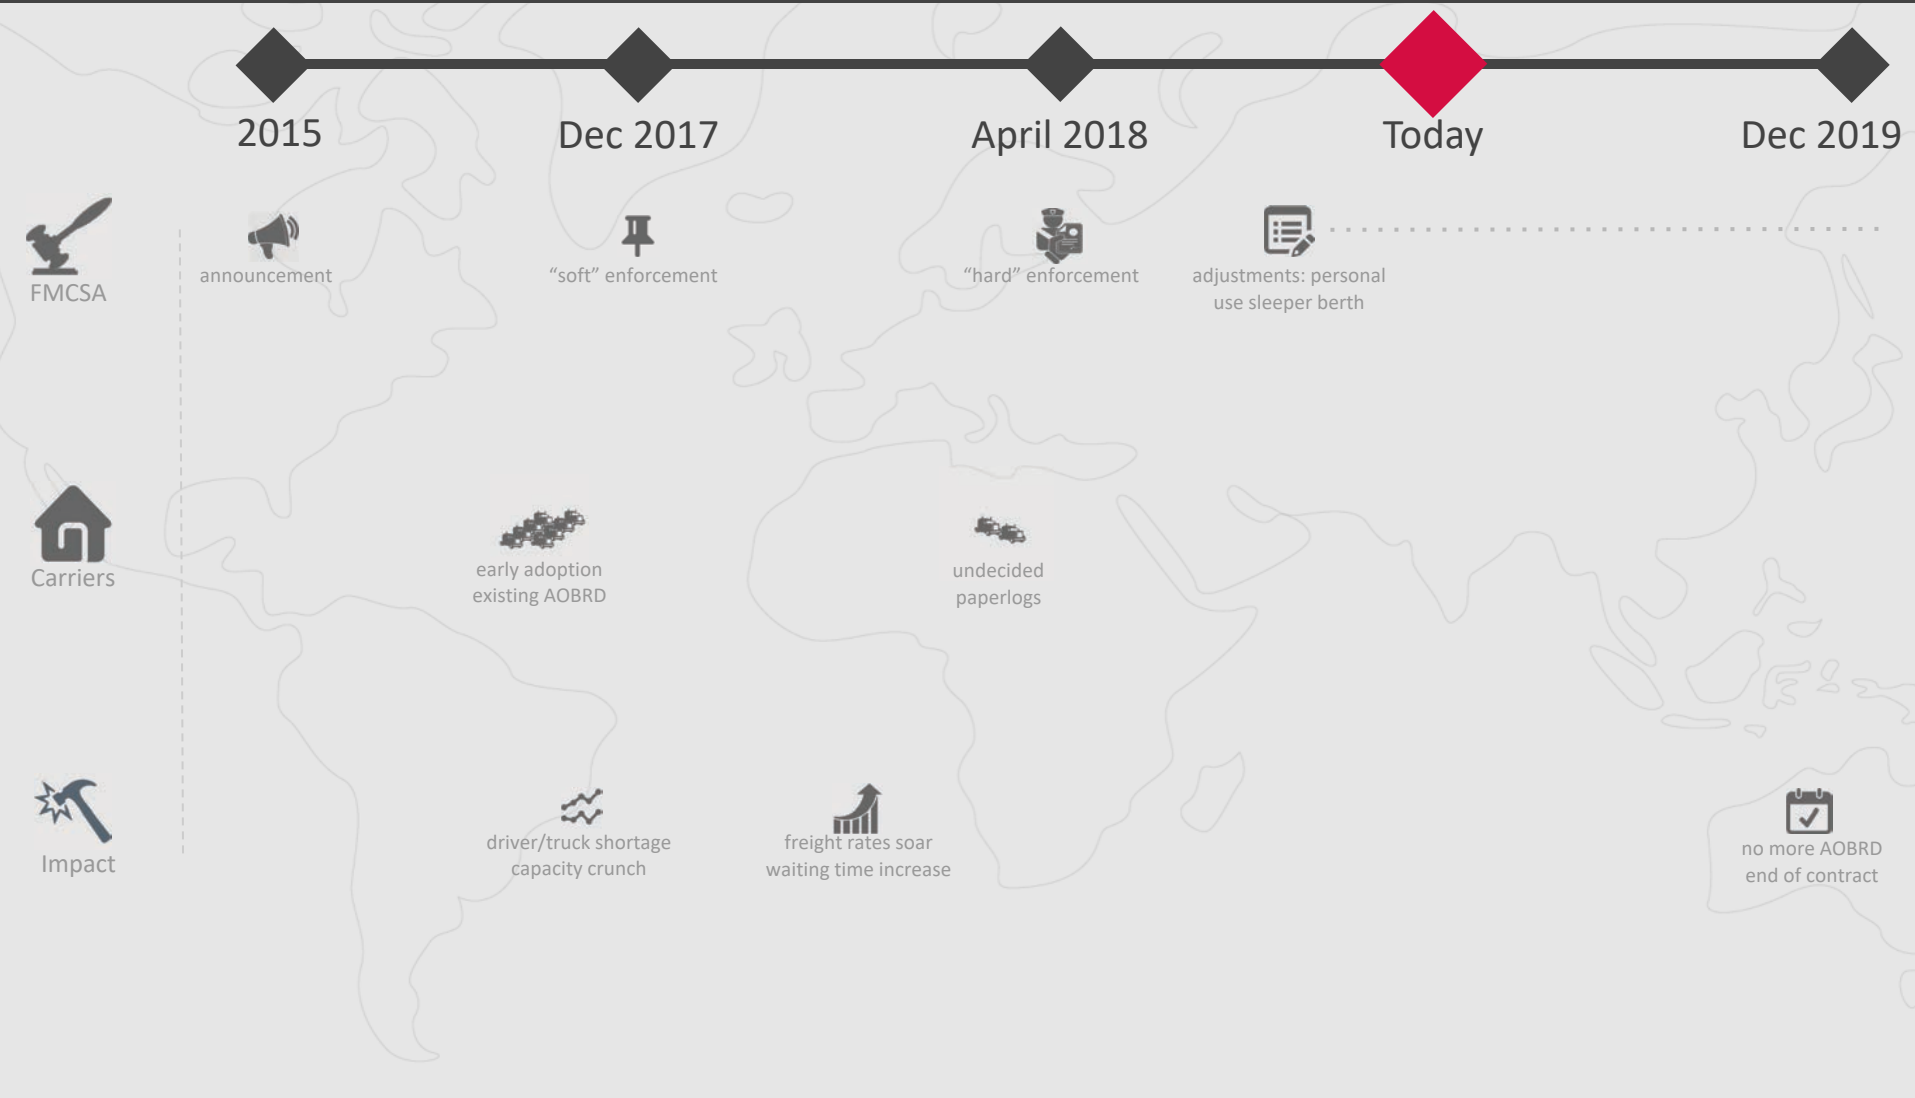 2015
Dec 2017
April 2018
Today
Dec 2019
FMCSA
announcement
“soft” enforcement
“hard” enforcement
adjustments: personal
use sleeper berth
Carriers
early adoption
existing AOBRD
undecided
paperlogs
Impact
driver/truck shortage
capacity crunch
freight rates soar
waiting time increase
no more AOBRD
end of contract